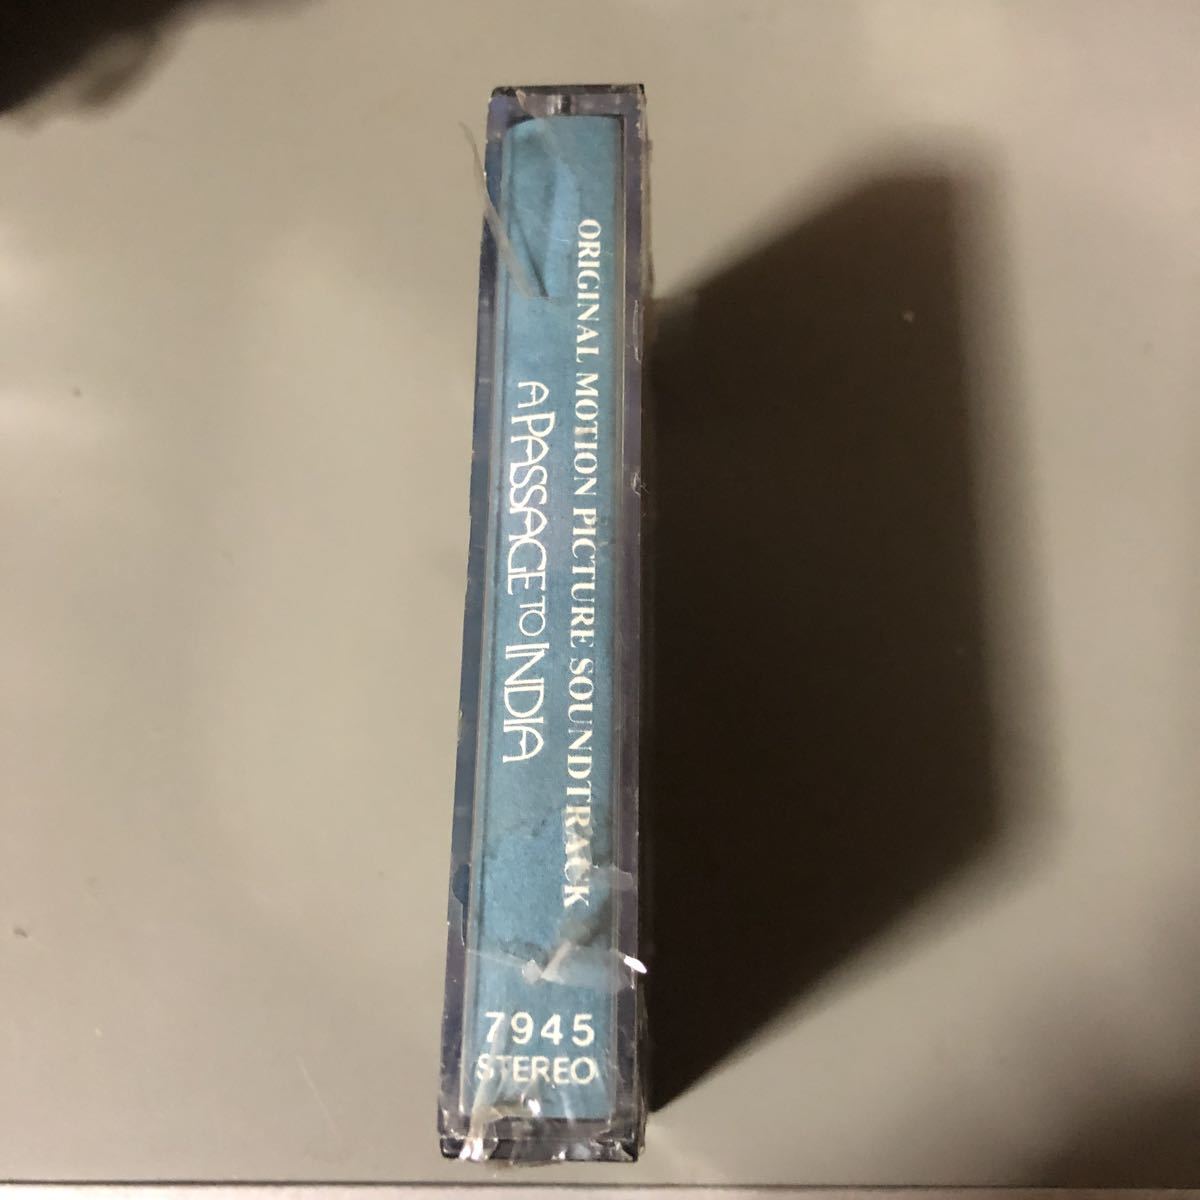 ORIGINAL MOTION PICTURE SOUNDTRACK
A PASSAGE TO INDIA
7945
STEREO